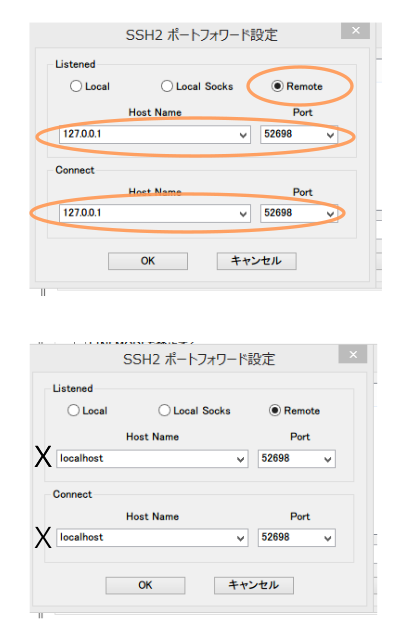 SSH2 ポートフォワード設定
Listened
Local Local Socks Remote
Host Name Port
127.0.0.1 52698
Connect
Host Name Port
127.0.0.1 52698
OK キャンセル
SSH2 ポートフォワード設定
Listened
Local Local Socks Remote
Host Name Port
X localhost 52698
Connect
Host Name Port
X localhost 52698
OK キャンセル